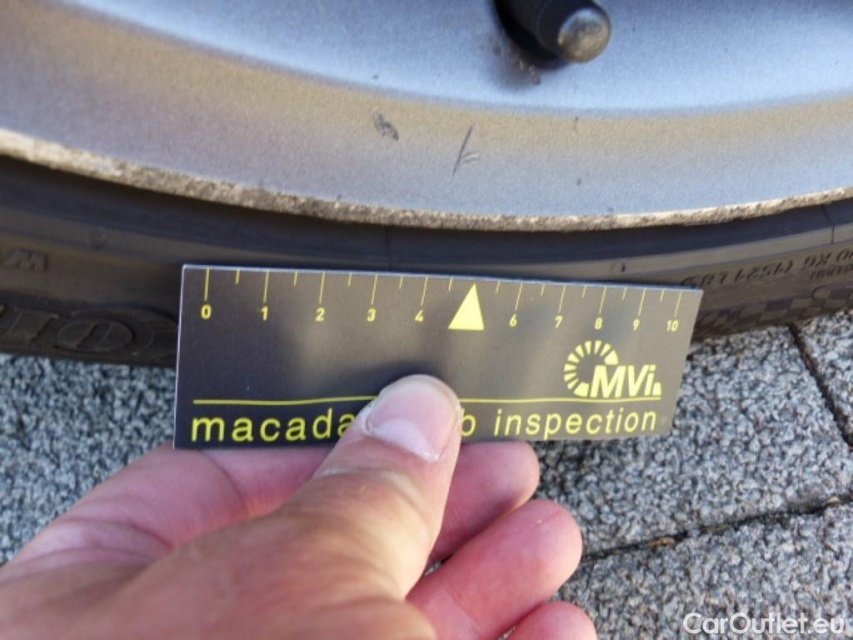 0 1 2 3 4 6 7 8 9 10
MVi
macada b inspection
CarOutlet.eu